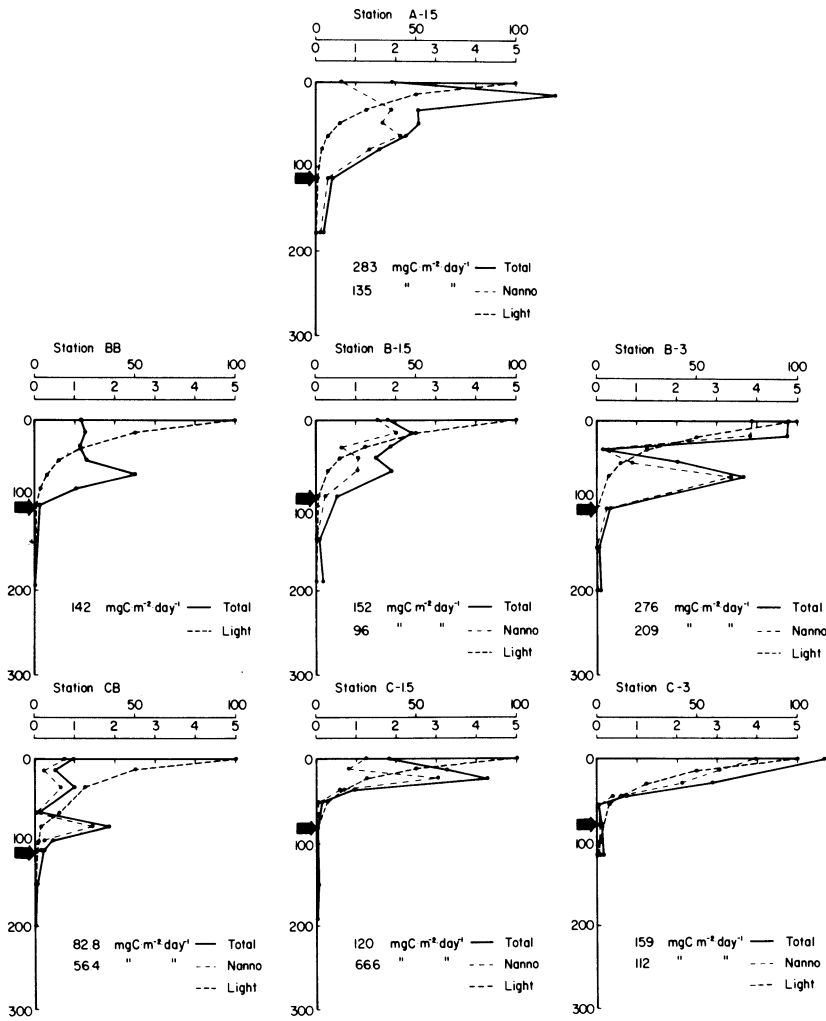 Station A-15
0 50 100
0 1 2 3 4 5
0
100
200
300
283 mgC·m⁻²·day⁻¹ Total
135 " " Nanno
Light
Station BB
0 50 100
0 1 2 3 4 5
0
100
200
300
142 mgC·m⁻²·day⁻¹ Total
Light
Station B-15
0 50 100
0 1 2 3 4 5
0
100
200
300
152 mgC·m⁻²·day⁻¹ Total
96 " " Nanno
Light
Station B-3
0 50 100
0 1 2 3 4 5
0
100
200
300
276 mgC·m⁻²·day⁻¹ Total
209 " " Nanno
Light
Station CB
0 50 100
0 1 2 3 4 5
0
100
200
300
82.8 mgC·m⁻²·day⁻¹ Total
56.4 " " Nanno
Light
Station C-1.5
0 50 100
0 1 2 3 4 5
0
100
200
300
120 mgC·m⁻²·day⁻¹ Total
66.6 " " Nanno
Light
Station C-3
0 50 100
0 1 2 3 4 5
0
100
200
300
159 mgC·m⁻²·day⁻¹ Total
112 " " Nanno
Light